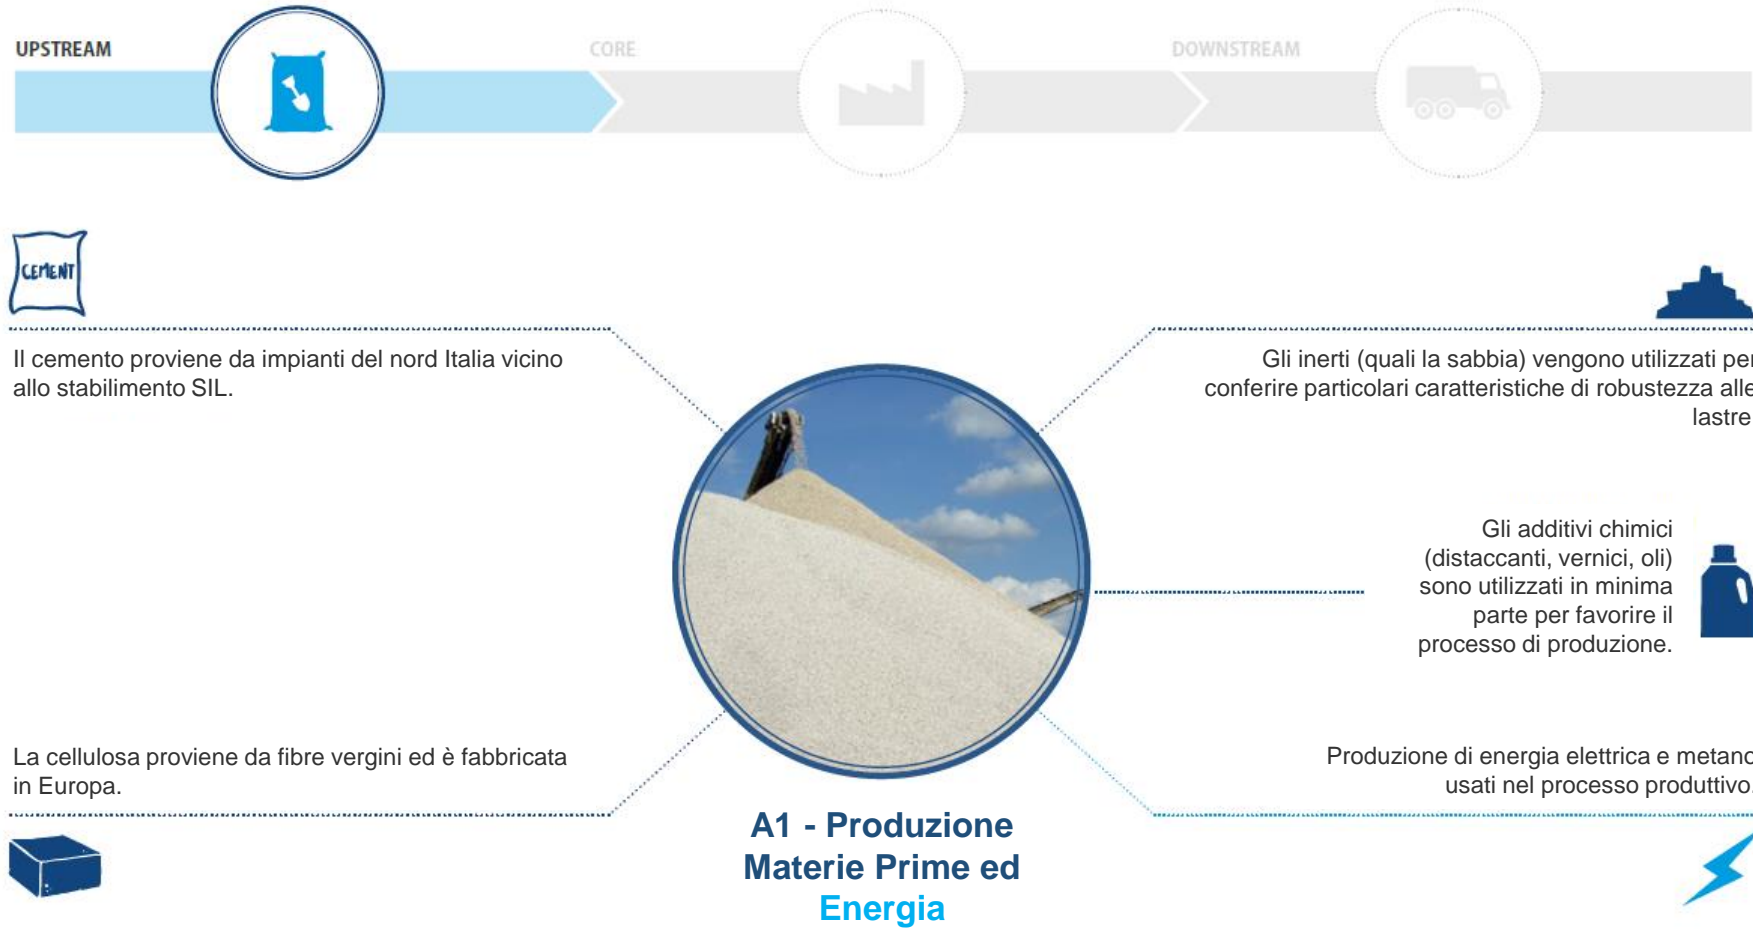 UPSTREAM
CORE
DOWNSTREAM
CEMENT
Il cemento proviene da impianti del nord Italia vicino
allo stabilimento SIL.
Gli inerti (quali la sabbia) vengono utilizzati per
conferire particolari caratteristiche di robustezza alle
lastre.
Gli additivi chimici
(distaccanti, vernici, oli)
sono utilizzati in minima
parte per favorire il
processo di produzione.
La cellulosa proviene da fibre vergini ed è fabbricata
in Europa.
Produzione di energia elettrica e metano
usati nel processo produttivo.
A1 - Produzione
Materie Prime ed
Energia